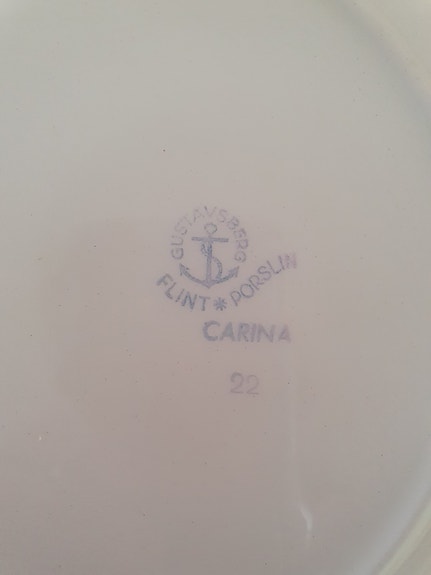 GUSTAVSBERG
FLINT * PORSLIN
CARINA
22